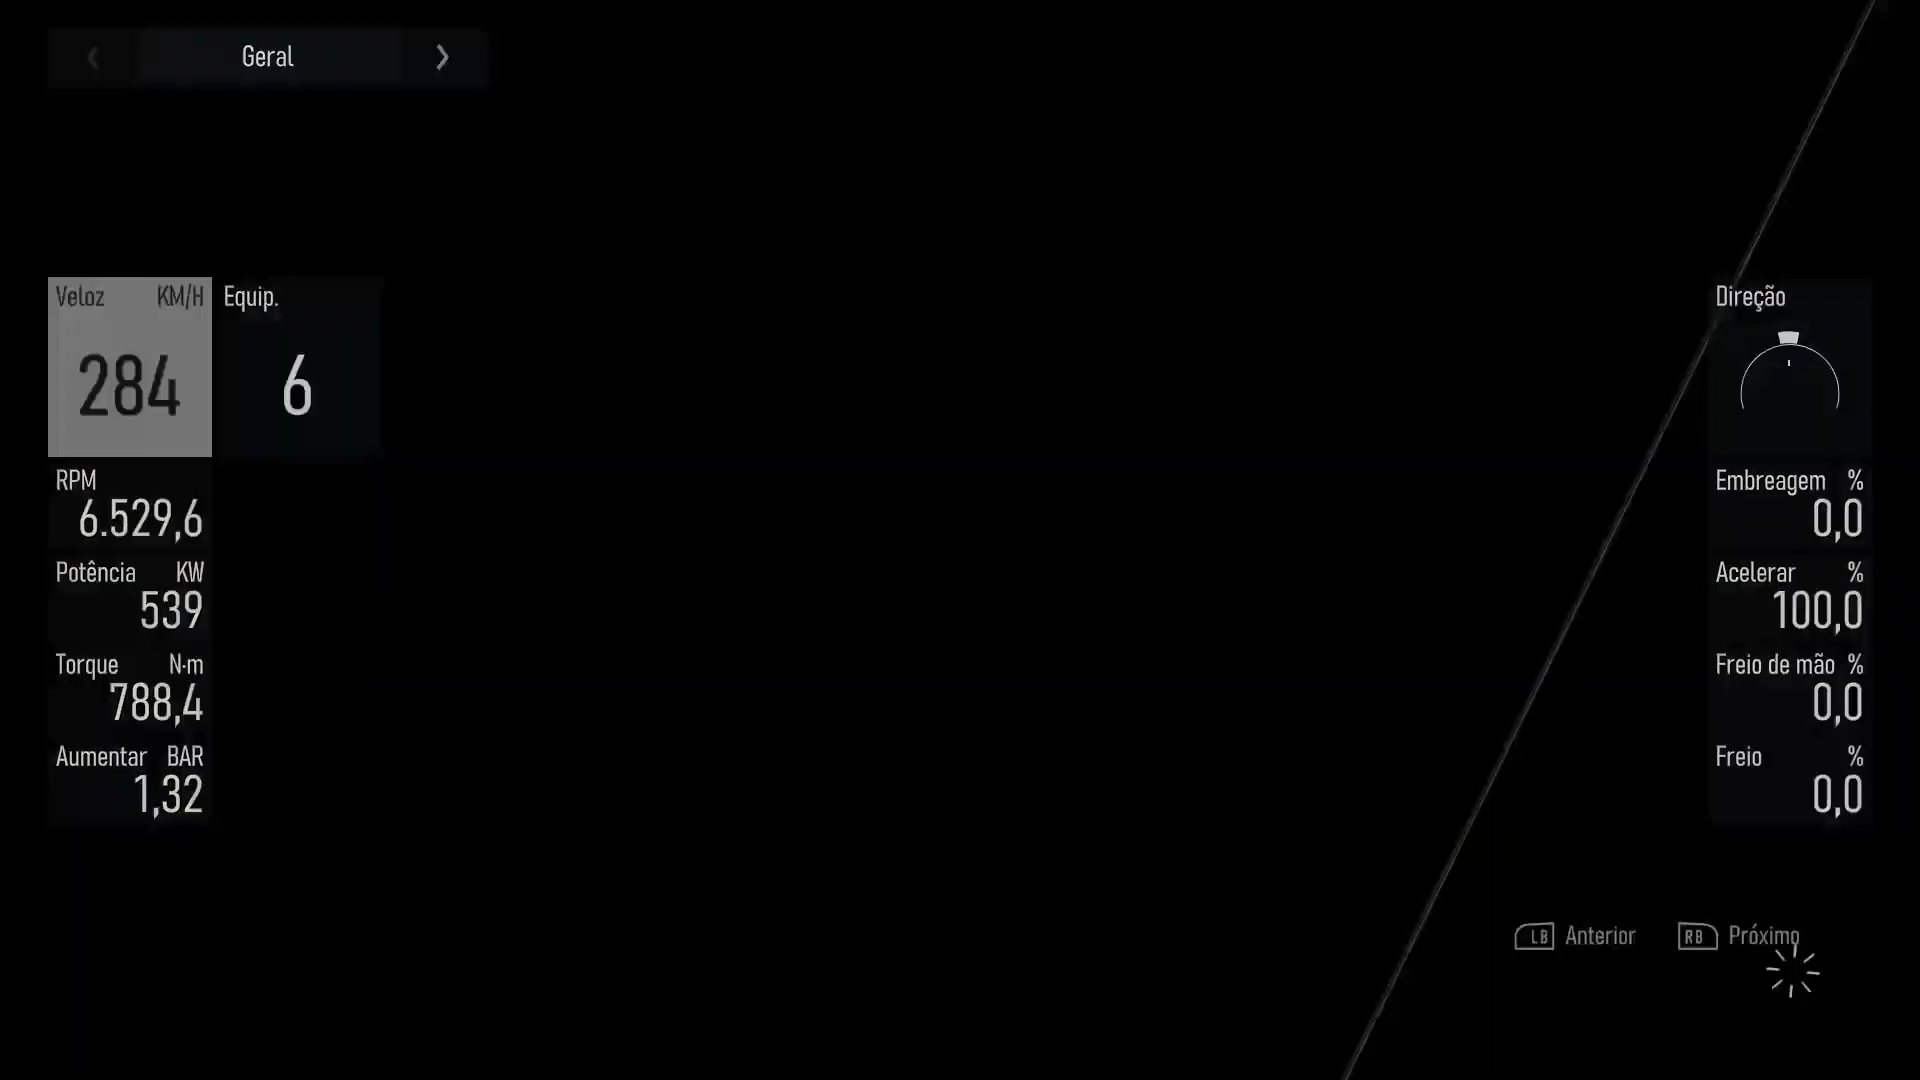 Geral
Veloz KM/H
284
Equip.
6
RPM
6.529,6
Potência KW
539
Torque N·m
788,4
Aumentar BAR
1,32
Direção
Embreagem %
0,0
Acelerar %
100,0
Freio de mão %
0,0
Freio %
0,0
LB Anterior RB Próximo